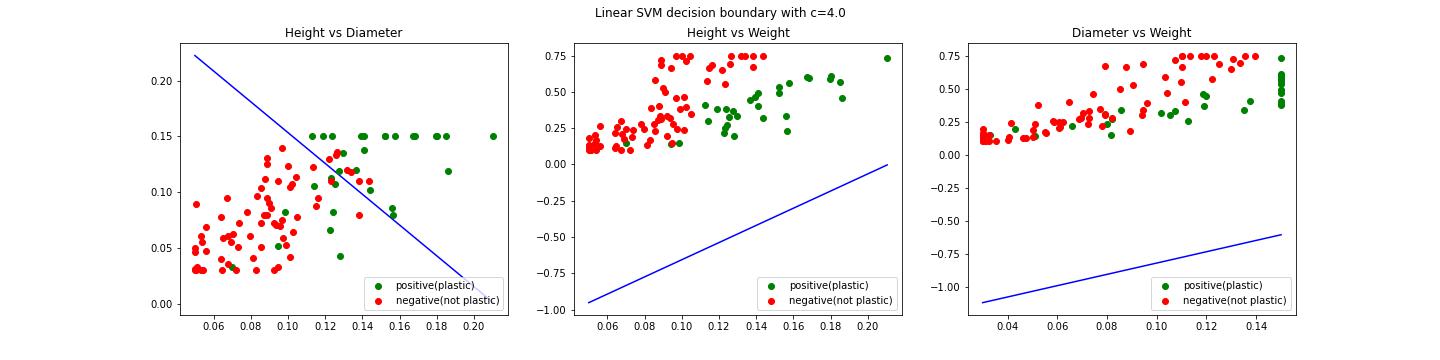 Linear SVM decision boundary with c=4.0
Height vs Diameter
0.20
0.15
0.10
0.05
0.00
0.06 0.08 0.10 0.12 0.14 0.16 0.18 0.20
positive(plastic)
negative(not plastic)
Height vs Weight
0.75
0.50
0.25
0.00
−0.25
−0.50
−0.75
−1.00
0.06 0.08 0.10 0.12 0.14 0.16 0.18 0.20
positive(plastic)
negative(not plastic)
Diameter vs Weight
0.75
0.50
0.25
0.00
−0.25
−0.50
−0.75
−1.00
0.04 0.06 0.08 0.10 0.12 0.14
positive(plastic)
negative(not plastic)